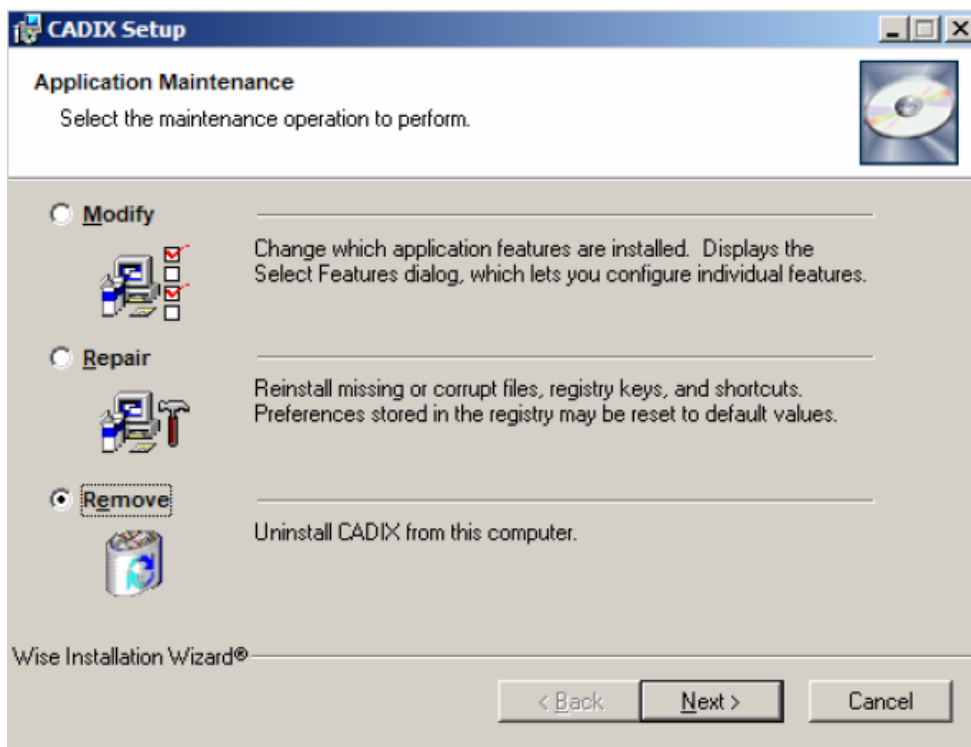 CADIX Setup
Application Maintenance
Select the maintenance operation to perform.
Modify
Change which application features are installed.  Displays the
Select Features dialog, which lets you configure individual features.
Repair
Reinstall missing or corrupt files, registry keys, and shortcuts.
Preferences stored in the registry may be reset to default values.
Remove
Uninstall CADIX from this computer.
Wise Installation Wizard®
< Back
Next >
Cancel